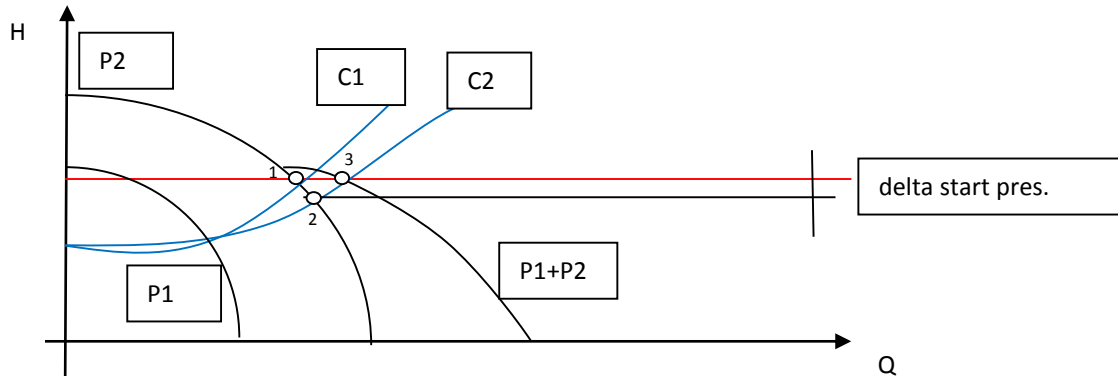 H
P2
C1
C2
1
3
delta start pres.
2
P1
P1+P2
Q